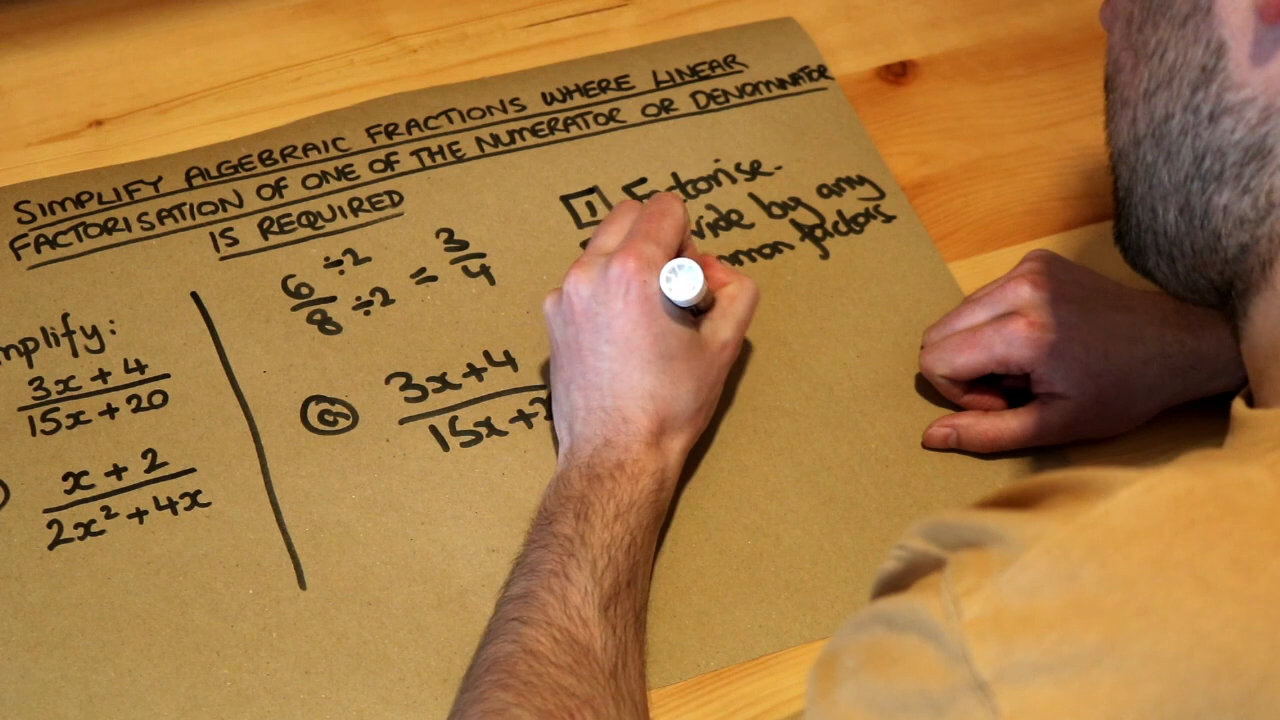 SIMPLIFY ALGEBRAIC FRACTIONS WHERE LINEAR
FACTORISATION OF ONE OF THE NUMERATOR OR DENOMINATOR
IS REQUIRED
mplify:
3x + 4
15x + 20
x + 2
2x² + 4x
6 ÷2 = 3
8 ÷2 4
a 3x+4
15x+2
1 Factorise.
vide by any
mmon factors